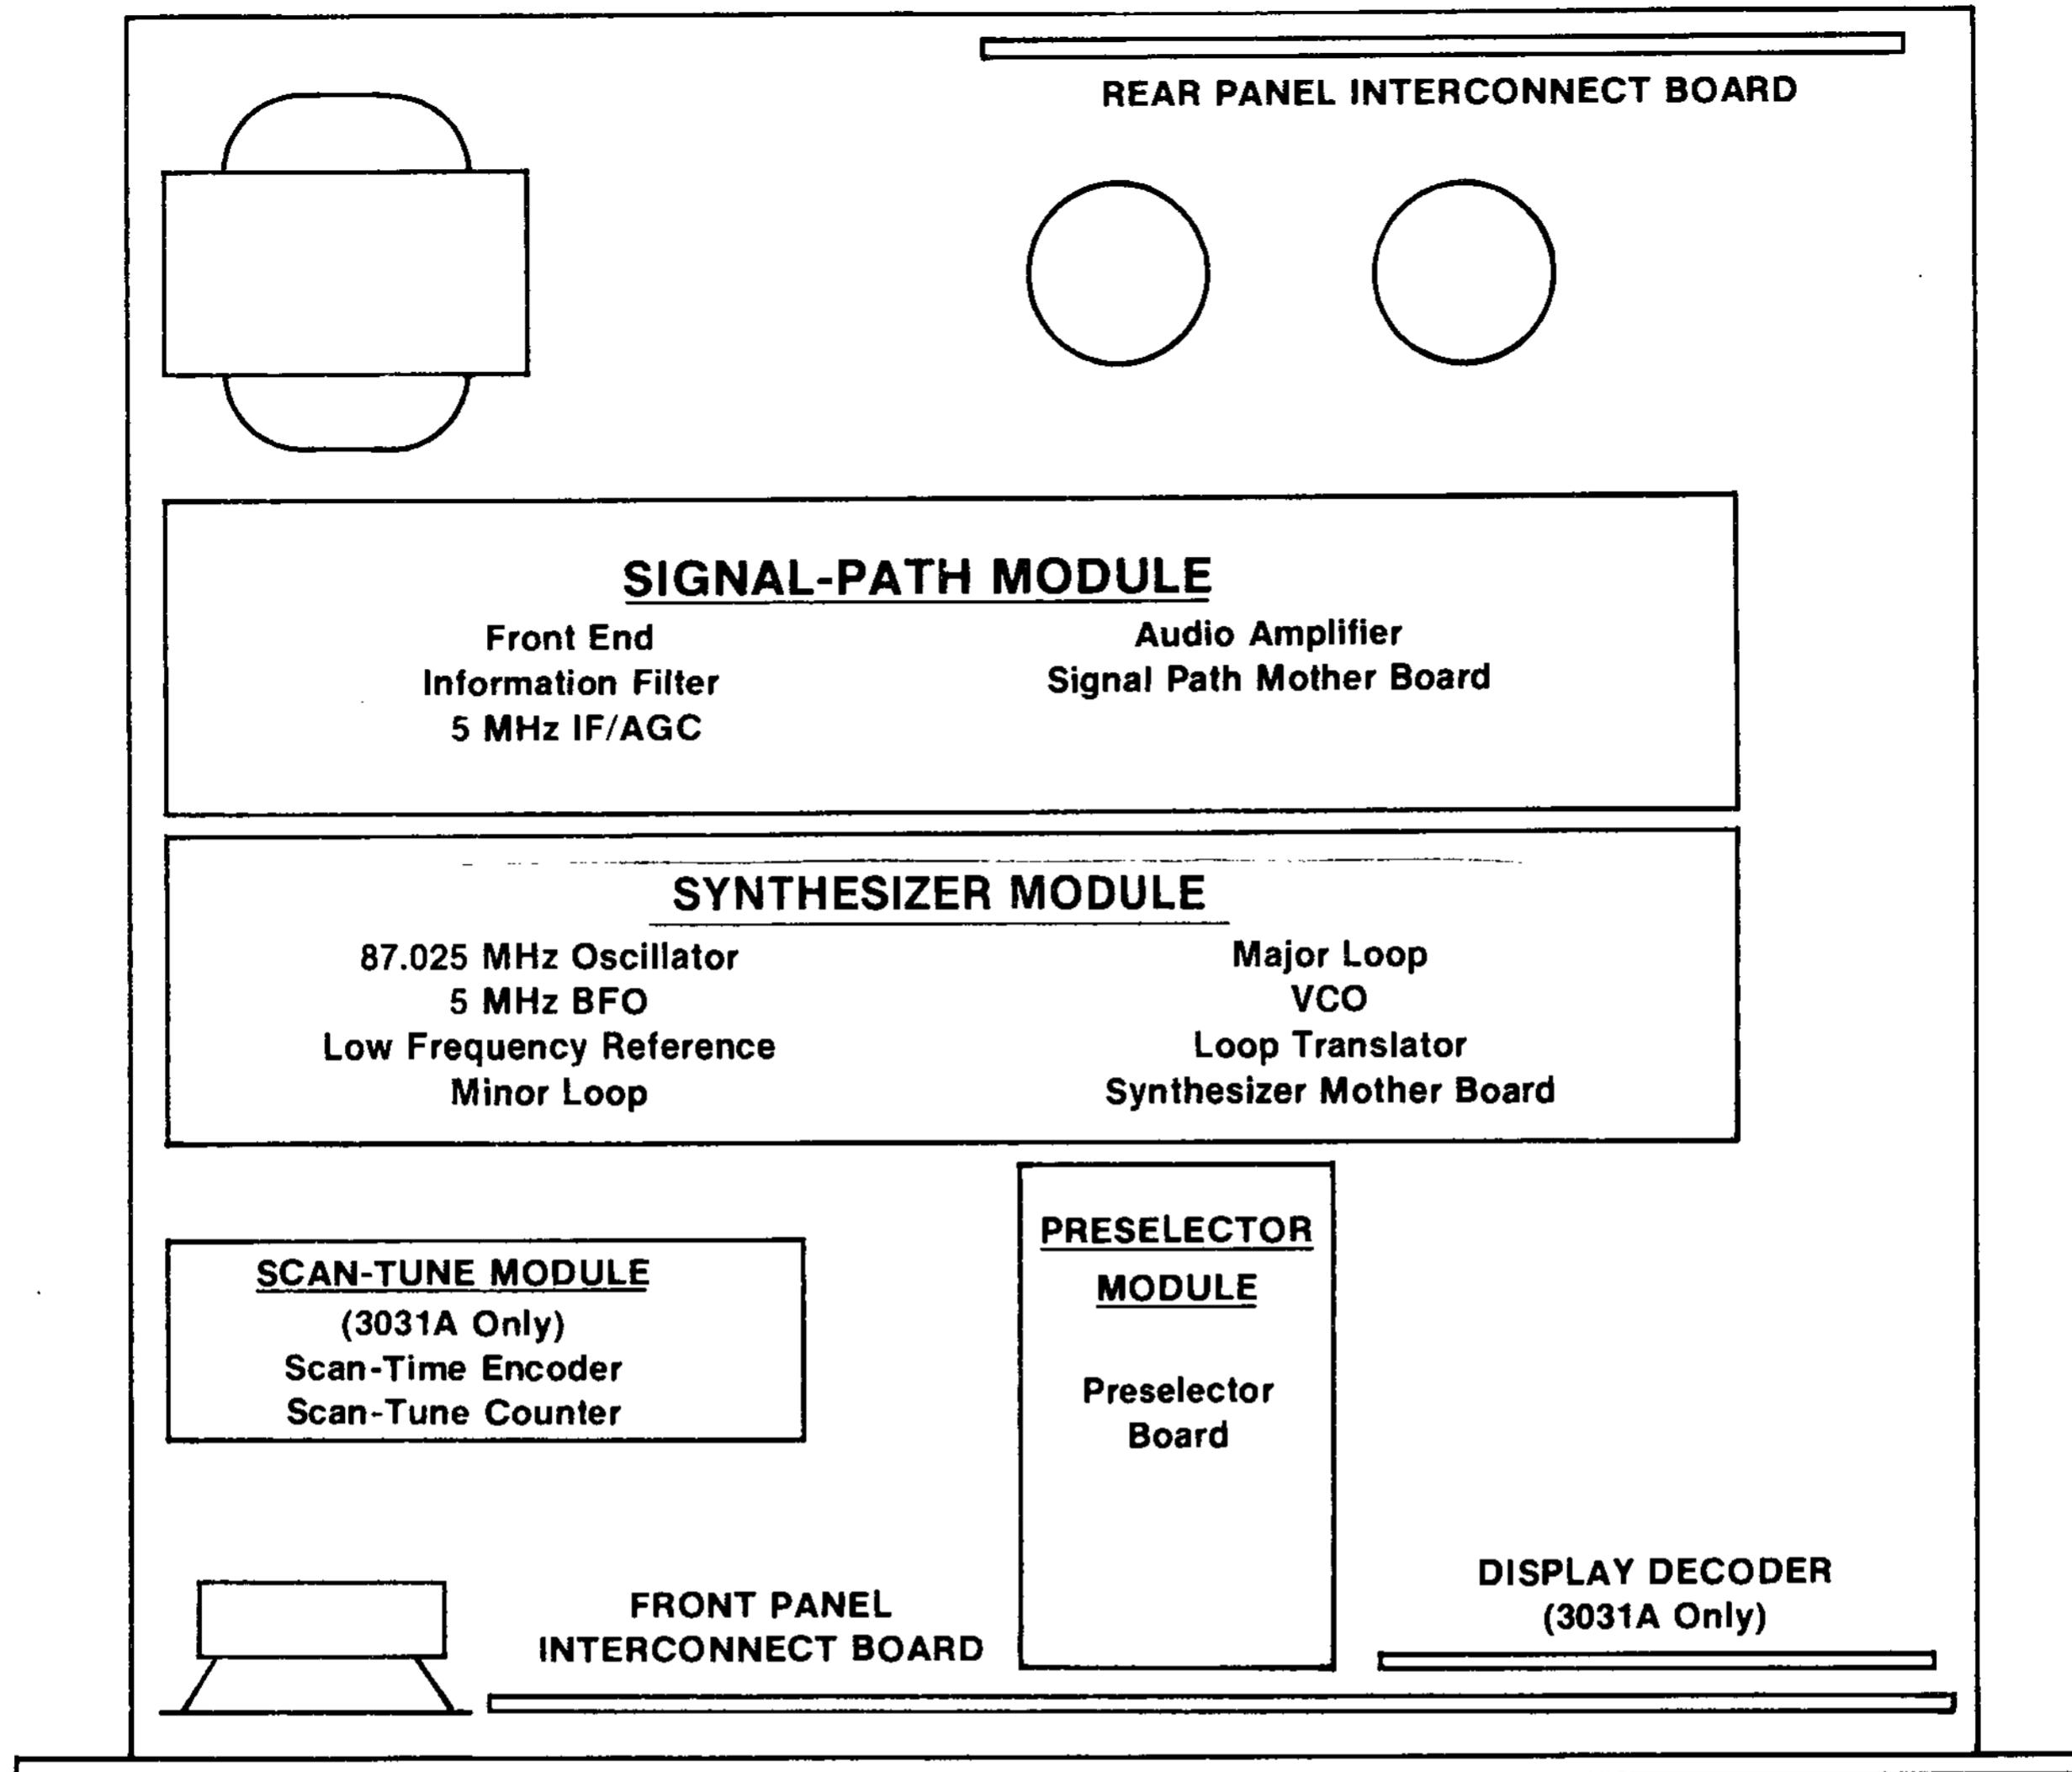 REAR PANEL INTERCONNECT BOARD
SIGNAL-PATH MODULE
Front End
Information Filter
5 MHz IF/AGC
Audio Amplifier
Signal Path Mother Board
SYNTHESIZER MODULE
87.025 MHz Oscillator
5 MHz BFO
Low Frequency Reference
Minor Loop
Major Loop
VCO
Loop Translator
Synthesizer Mother Board
SCAN-TUNE MODULE
(3031A Only)
Scan-Time Encoder
Scan-Tune Counter
PRESELECTOR
MODULE
Preselector
Board
FRONT PANEL
INTERCONNECT BOARD
DISPLAY DECODER
(3031A Only)